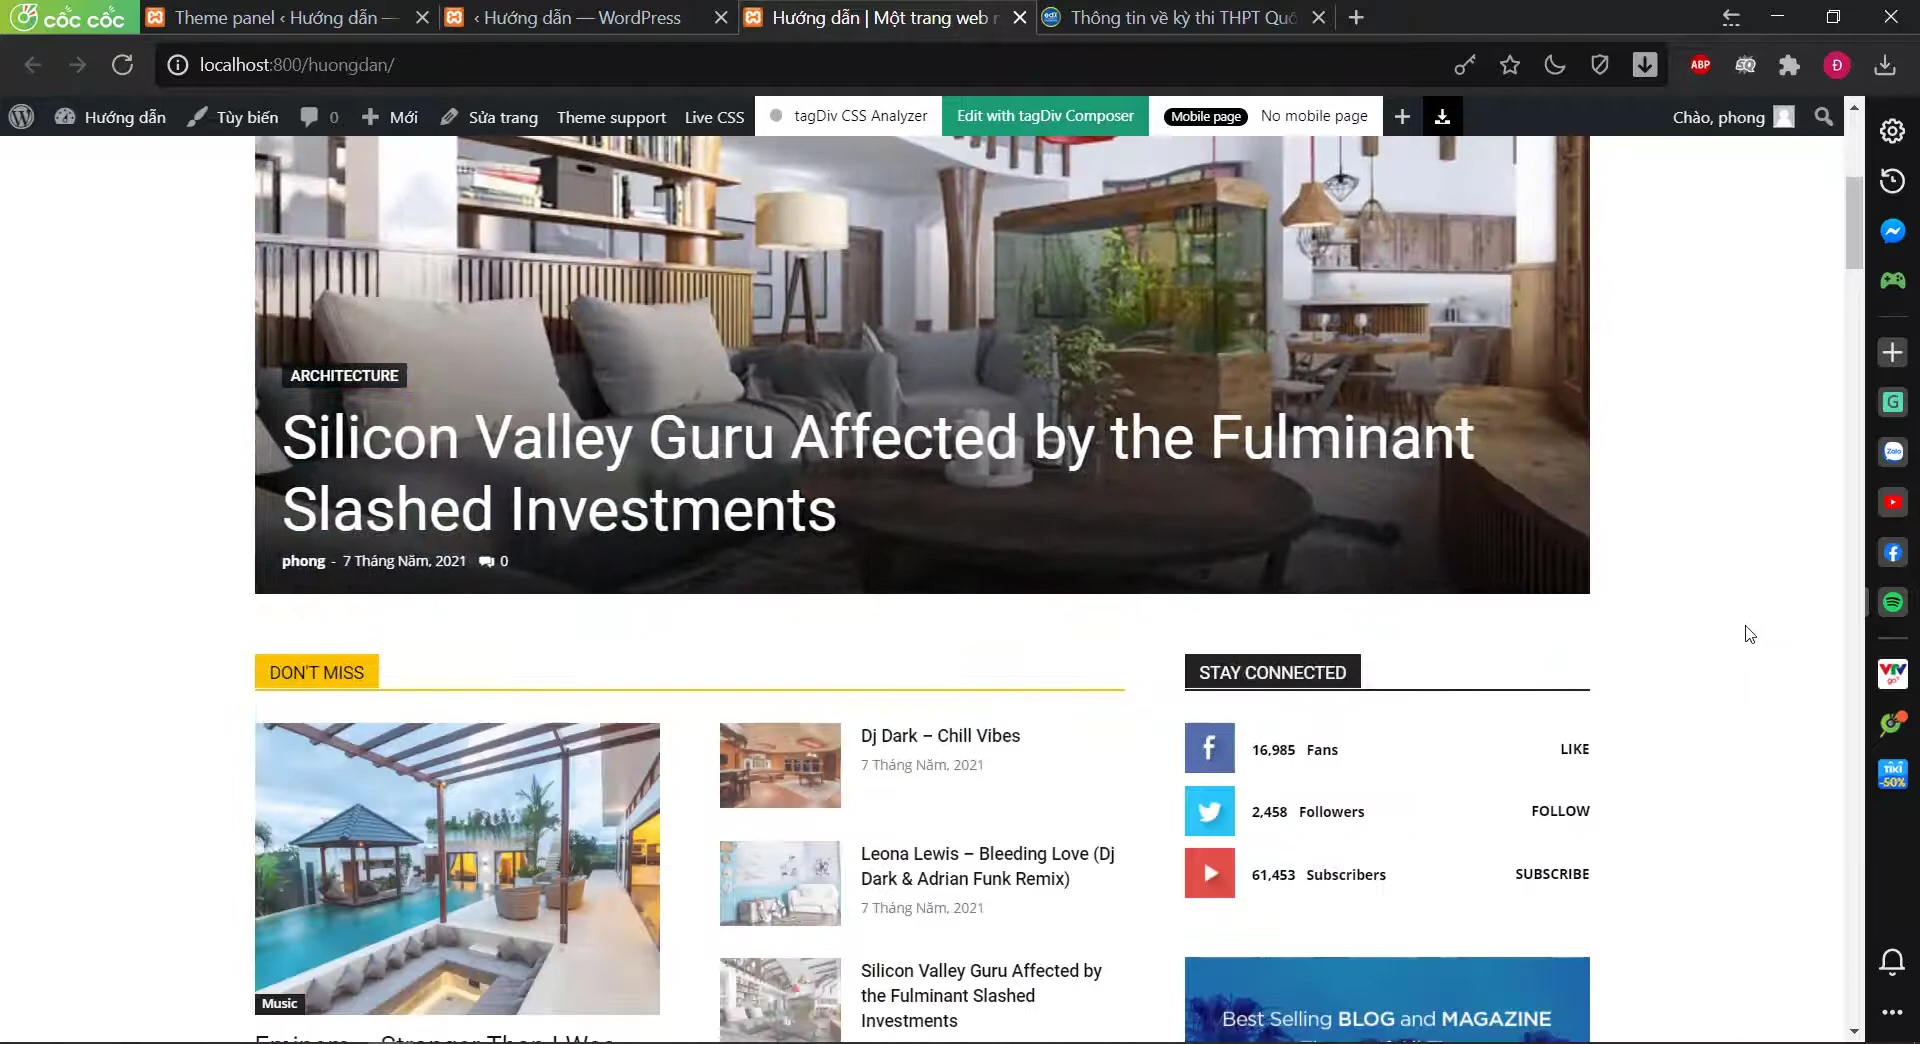 cốc cốc
Theme panel ‹ Hướng dẫn —
‹ Hướng dẫn — WordPress
Hướng dẫn | Một trang web
Thông tin về kỳ thi THPT Quố
localhost:800/huongdan/
ABP
Đ
Hướng dẫn
Tùy biến
0
Mới
Sửa trang
Theme support
Live CSS
tagDiv CSS Analyzer
Edit with tagDiv Composer
Mobile page No mobile page
Chào, phong
ARCHITECTURE
Silicon Valley Guru Affected by the Fulminant
Slashed Investments
phong - 7 Tháng Năm, 2021 0
DON'T MISS
Music
Dj Dark – Chill Vibes
7 Tháng Năm, 2021
Leona Lewis – Bleeding Love (Dj
Dark & Adrian Funk Remix)
7 Tháng Năm, 2021
Silicon Valley Guru Affected by
the Fulminant Slashed
Investments
STAY CONNECTED
16,985 Fans LIKE
2,458 Followers FOLLOW
61,453 Subscribers SUBSCRIBE
Best Selling BLOG and MAGAZINE
G
Zalo
VTV
go
TIKI
-50%